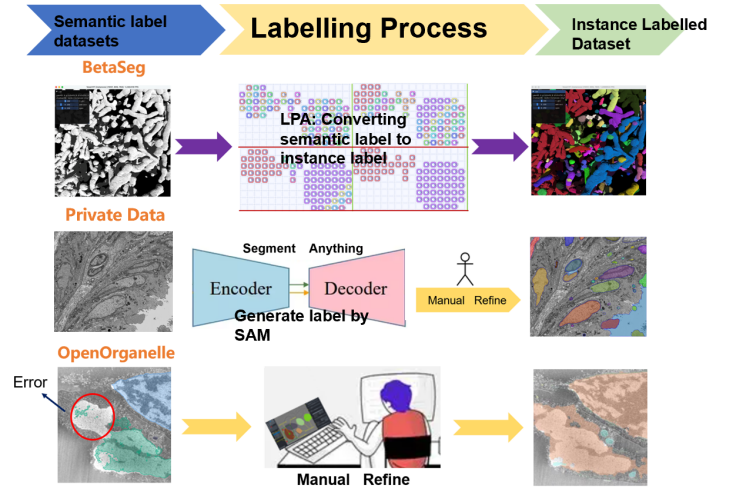 Semantic label
datasets
Labelling Process
Instance Labelled
Dataset
BetaSeg
LPA: Converting
semantic label to
instance label
Private Data
Segment Anything
Encoder
Decoder
Generate label by
SAM
Manual Refine
OpenOrganelle
Error
Manual Refine